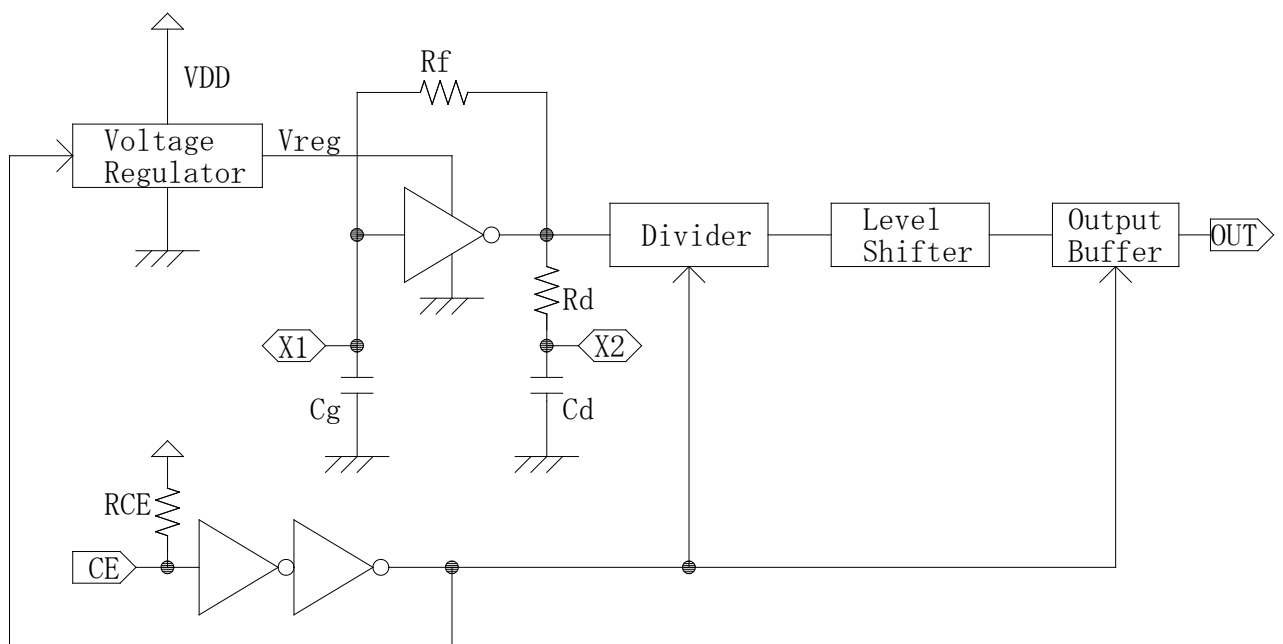 VDD
Rf
Voltage
Regulator
Vreg
Divider
Level
Shifter
Output
Buffer
OUT
Rd
X1
X2
Cg
Cd
RCE
CE